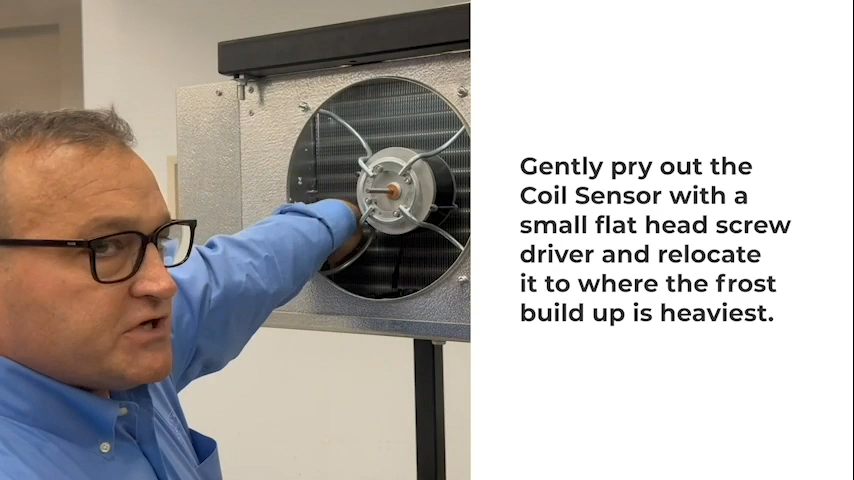 Gently pry out the
Coil Sensor with a
small flat head screw
driver and relocate
it to where the frost
build up is heaviest.